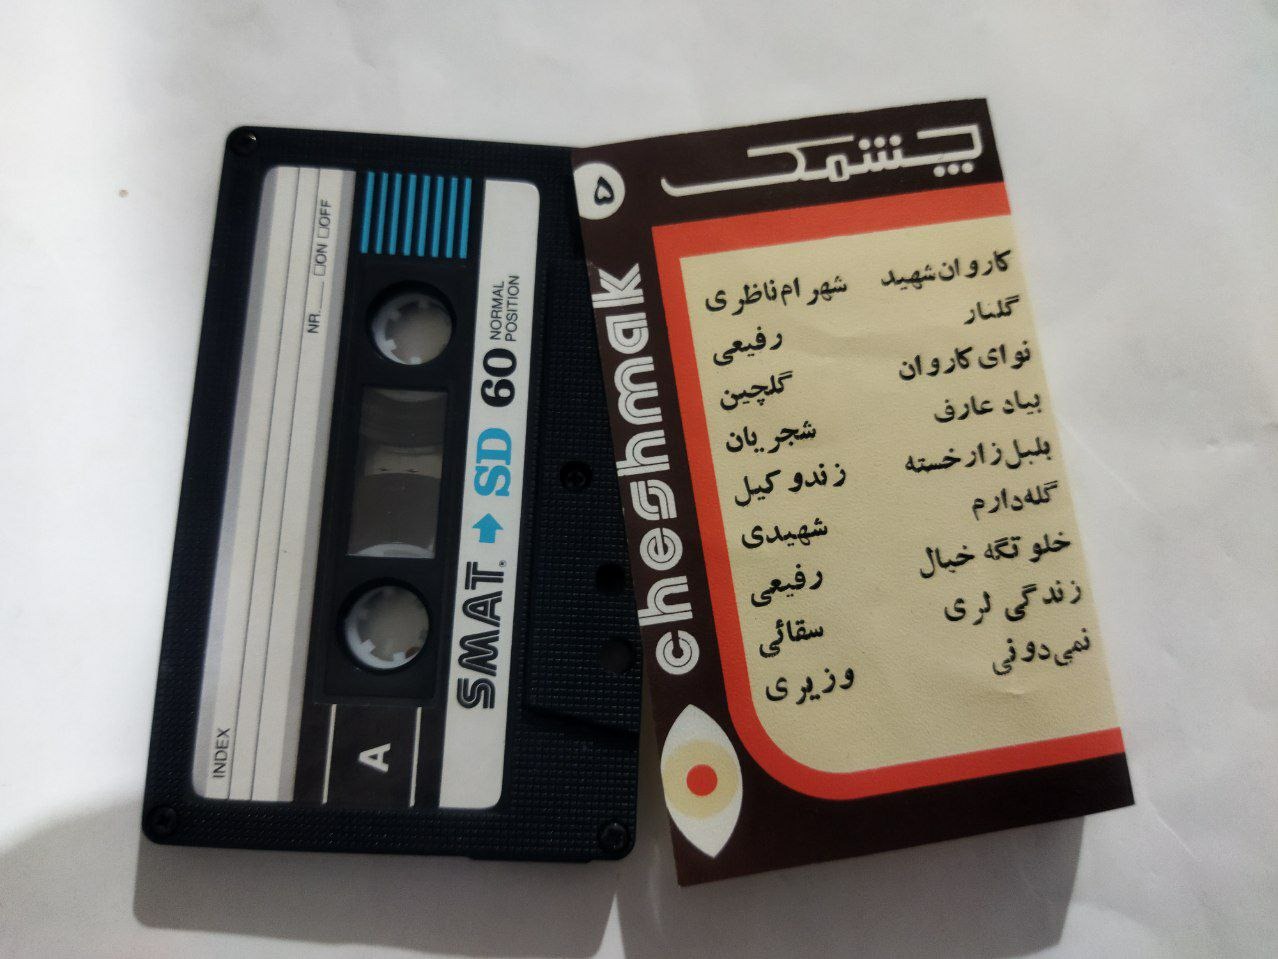 INDEX
NR. ON OFF
A
SMAT. SD 60 NORMAL
POSITION
چشمک
۵
cheshmak
کاروان شهید شهرام ناظری
گلنار رفیعی
نوای کاروان گلچین
بیاد عارف شجریان
بلبل زار خسته زندوکیل
گله دارم شهیدی
خلوتگه خیال رفیعی
زندگی لری سقائی
نمی دونی وزیری